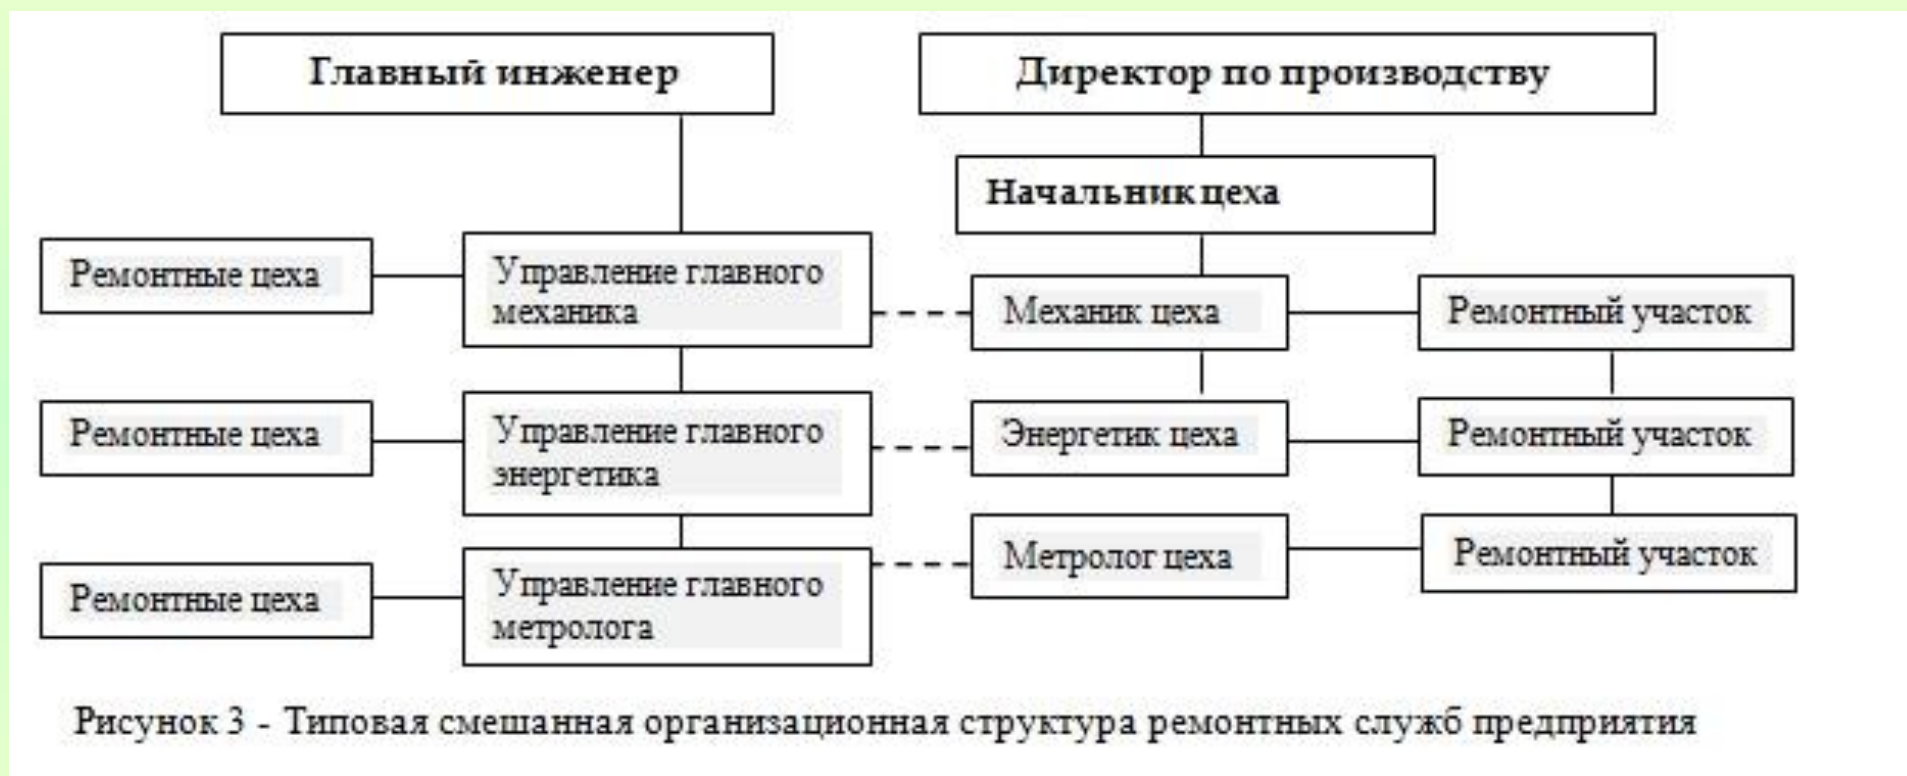 Главный инженер
Директор по производству
Начальник цеха
Ремонтные цеха
Управление главного
механика
Механик цеха
Ремонтный участок
Ремонтные цеха
Управление главного
энергетика
Энергетик цеха
Ремонтный участок
Ремонтные цеха
Управление главного
метролога
Метролог цеха
Ремонтный участок
Рисунок 3 - Типовая смешанная организационная структура ремонтных служб предприятия